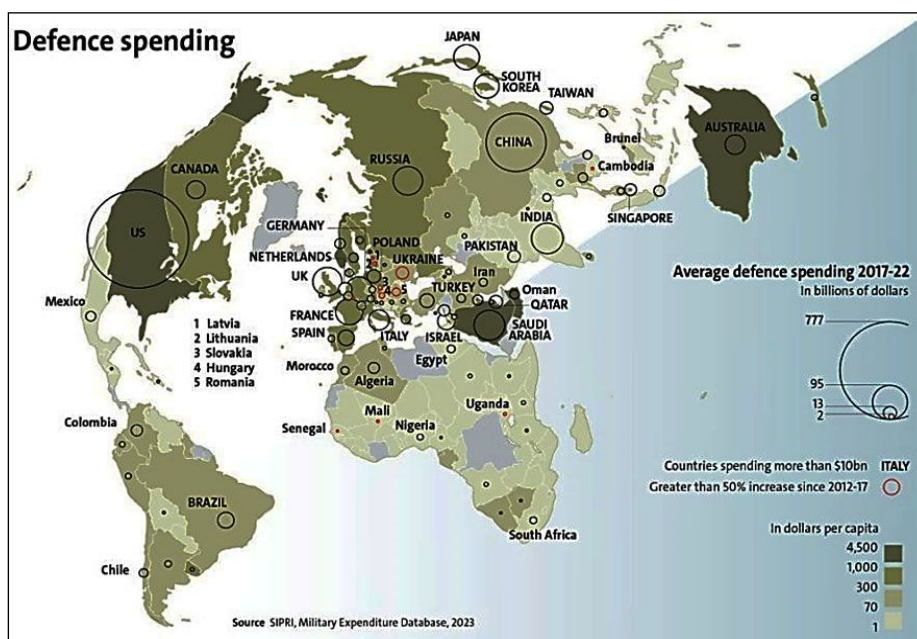 Defence spending
JAPAN
SOUTH
KOREA
TAIWAN
CHINA
Brunei
Cambodia
AUSTRALIA
RUSSIA
CANADA
US
GERMANY
INDIA
SINGAPORE
NETHERLANDS
POLAND
UKRAINE
PAKISTAN
UK
1
2
3
4
5
TURKEY
Iran
Oman
QATAR
SAUDI
ARABIA
Mexico
FRANCE
SPAIN
ITALY
ISRAEL
Egypt
1 Latvia
2 Lithuania
3 Slovakia
4 Hungary
5 Romania
Morocco
Algeria
Mali
Uganda
Senegal
Nigeria
Colombia
BRAZIL
South Africa
Chile
Average defence spending 2017-22
In billions of dollars
777
95
13
2
Countries spending more than $10bn ITALY
Greater than 50% increase since 2012-17
In dollars per capita
4,500
1,000
300
70
1
Source SIPRI, Military Expenditure Database, 2023